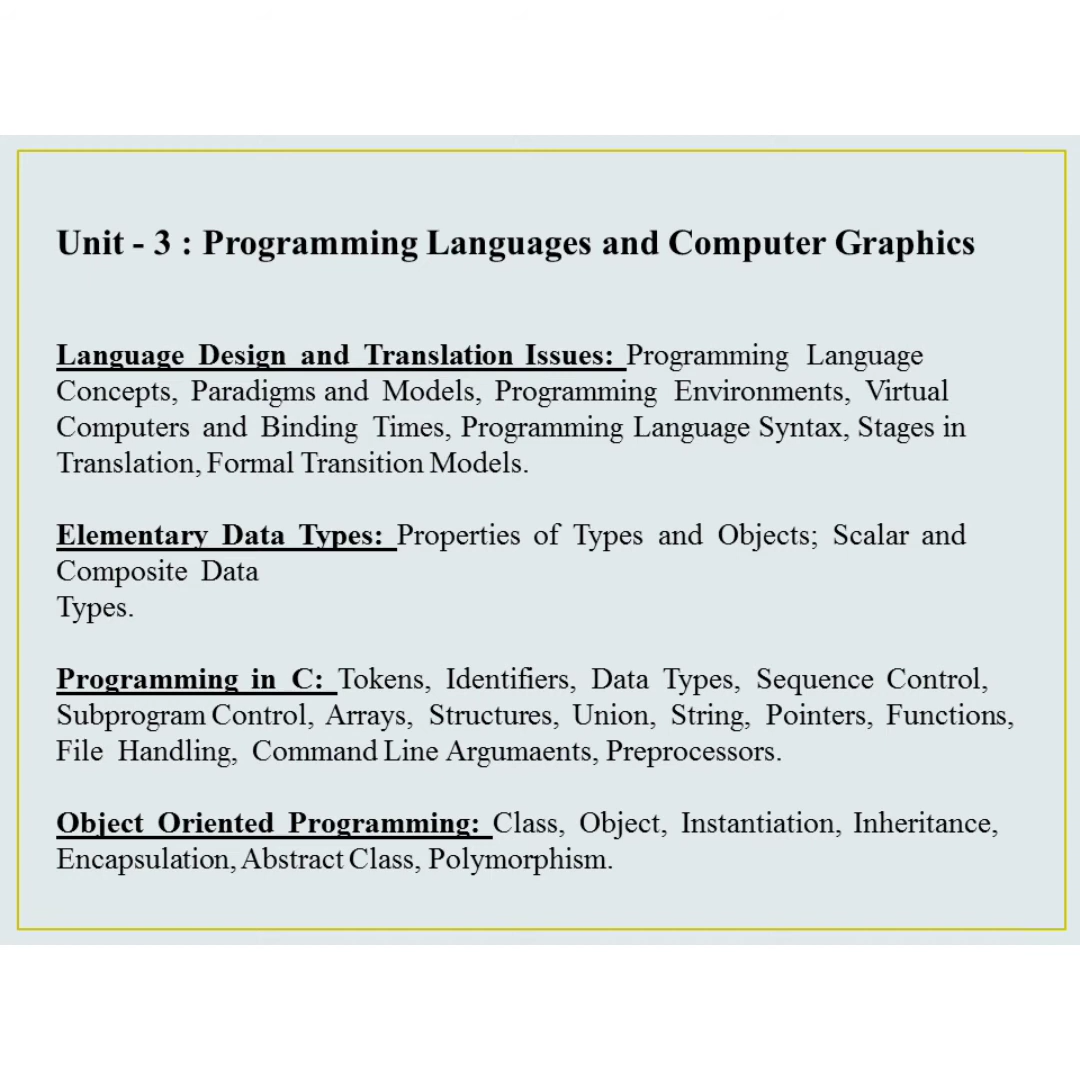 Unit - 3 : Programming Languages and Computer Graphics
Language Design and Translation Issues: Programming Language
Concepts, Paradigms and Models, Programming Environments, Virtual
Computers and Binding Times, Programming Language Syntax, Stages in
Translation, Formal Transition Models.
Elementary Data Types: Properties of Types and Objects; Scalar and
Composite Data
Types.
Programming in C: Tokens, Identifiers, Data Types, Sequence Control,
Subprogram Control, Arrays, Structures, Union, String, Pointers, Functions,
File Handling, Command Line Argumaents, Preprocessors.
Object Oriented Programming: Class, Object, Instantiation, Inheritance,
Encapsulation, Abstract Class, Polymorphism.